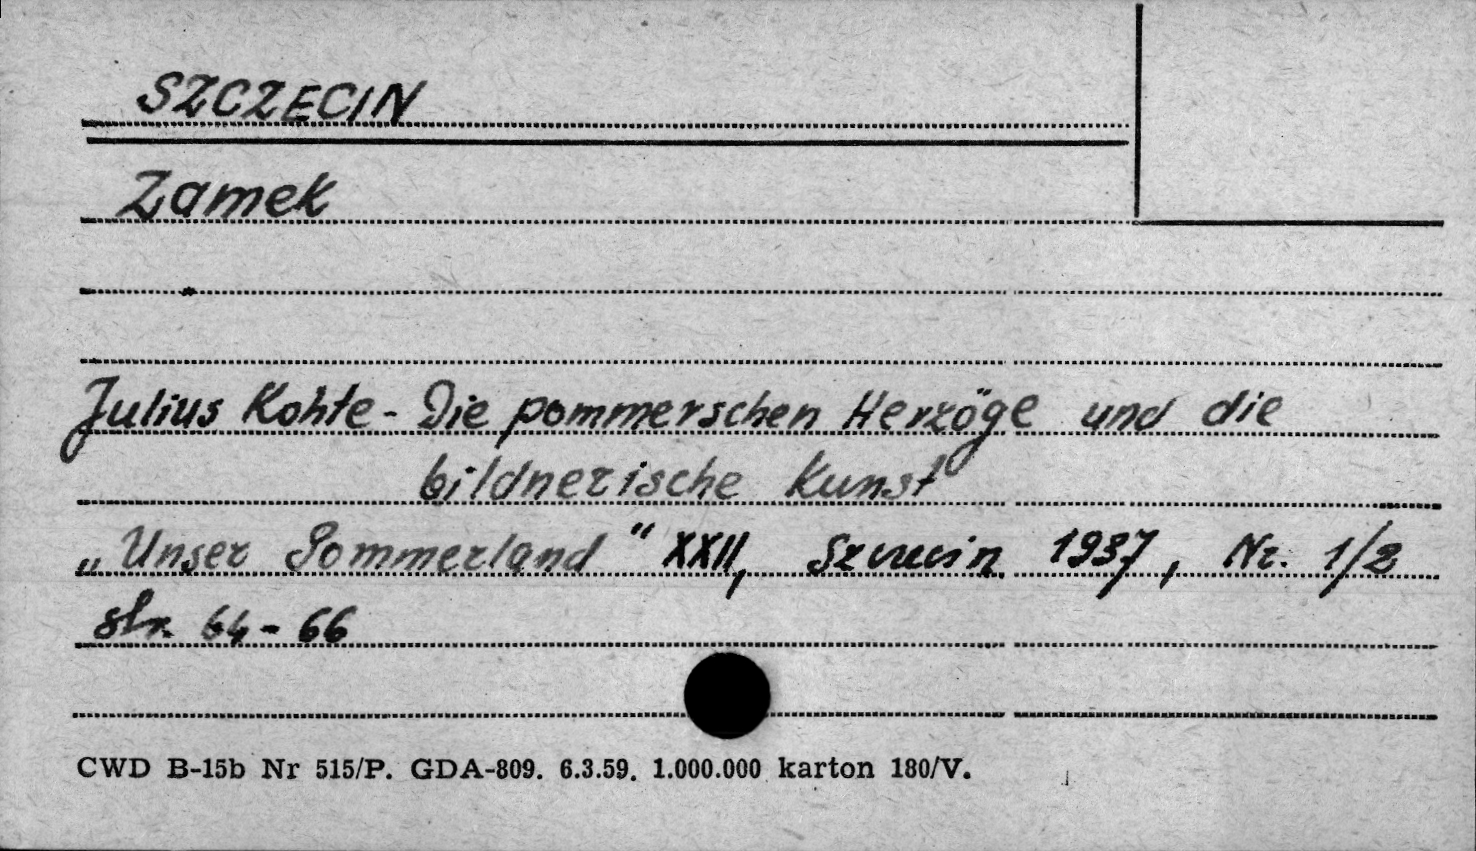 SZCZECIN
Zamek
Julius Kohte - Die pommerschen Herzöge und die
bildnerische Kunst
„Unser Pommerland" XXII, Szczecin 1937, Nr. 1/2
str. 64-66
CWD B-15b Nr 515/P. GDA-809. 6.3.59. 1.000.000 karton 180/V.